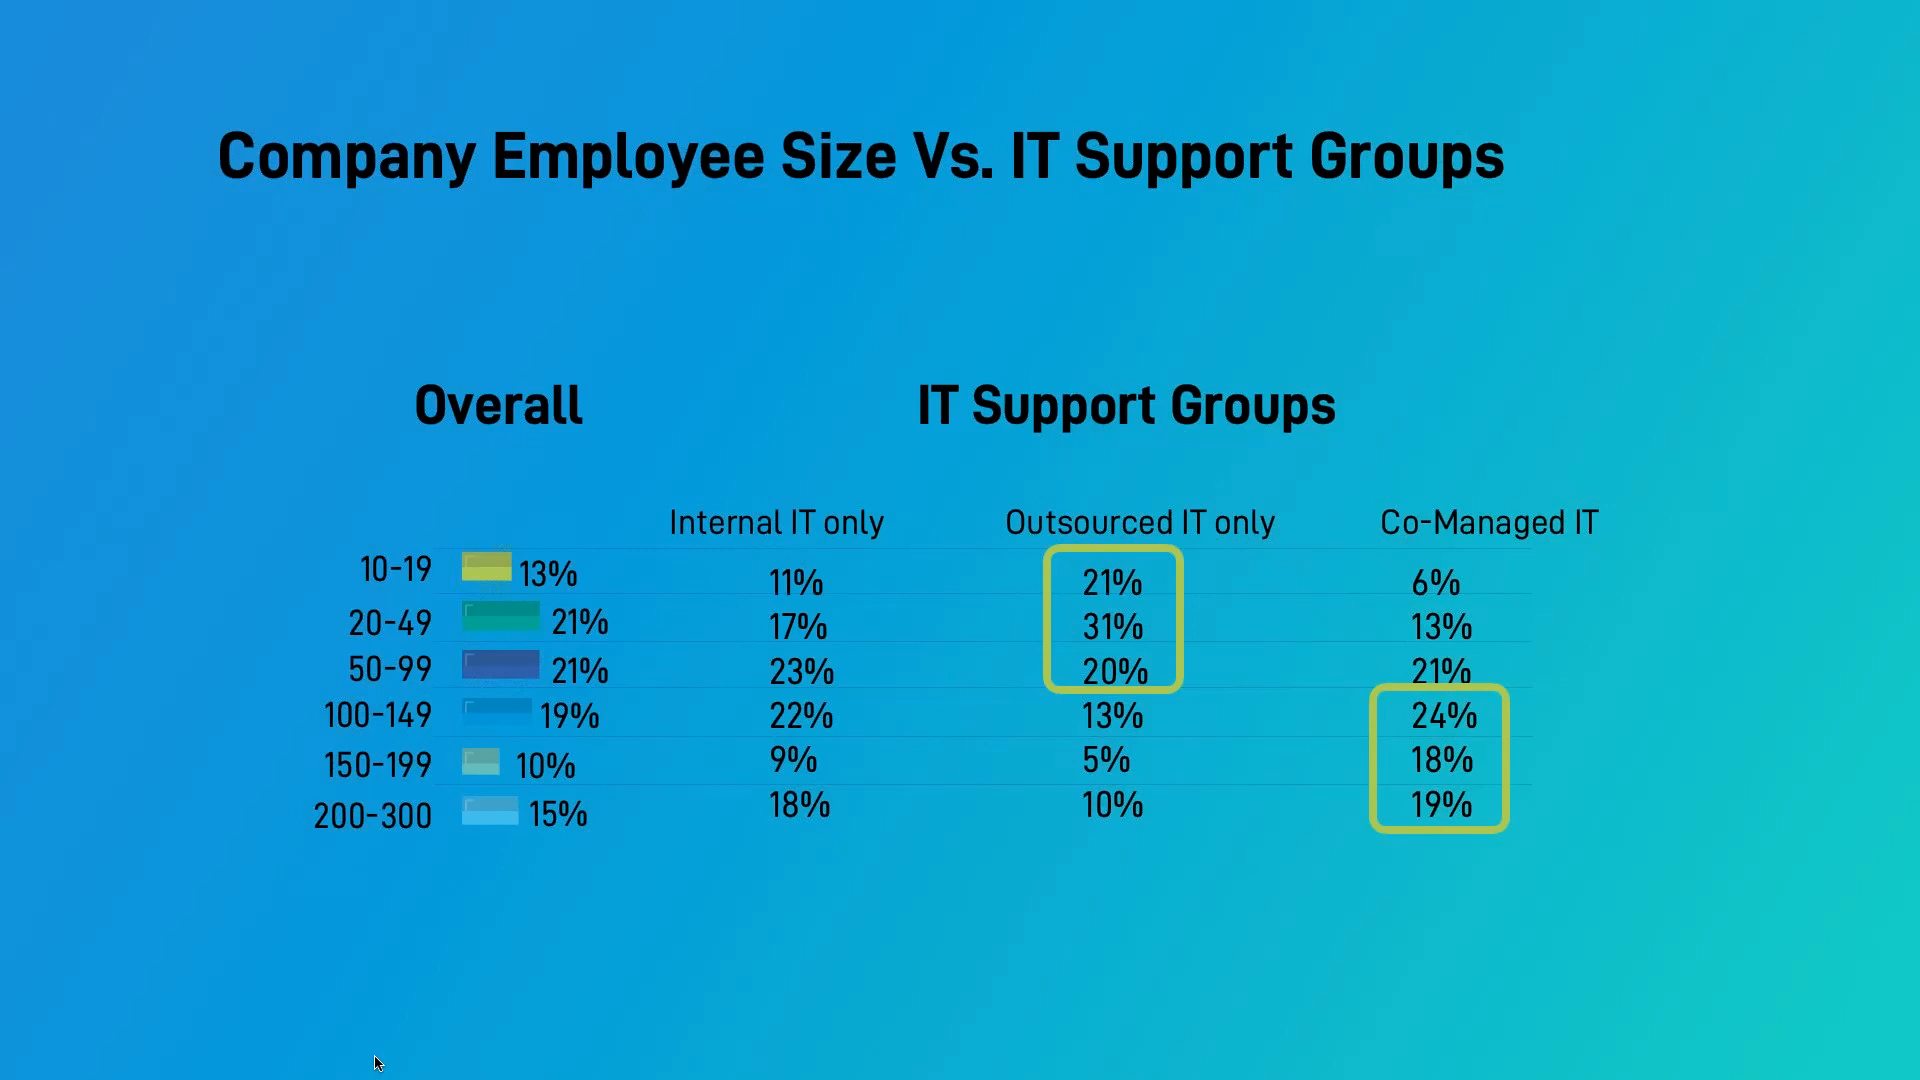 Company Employee Size Vs. IT Support Groups
Overall
IT Support Groups
Internal IT only
Outsourced IT only
Co-Managed IT
10-19 13% 11% 21% 6%
20-49 21% 17% 31% 13%
50-99 21% 23% 20% 21%
100-149 19% 22% 13% 24%
150-199 10% 9% 5% 18%
200-300 15% 18% 10% 19%